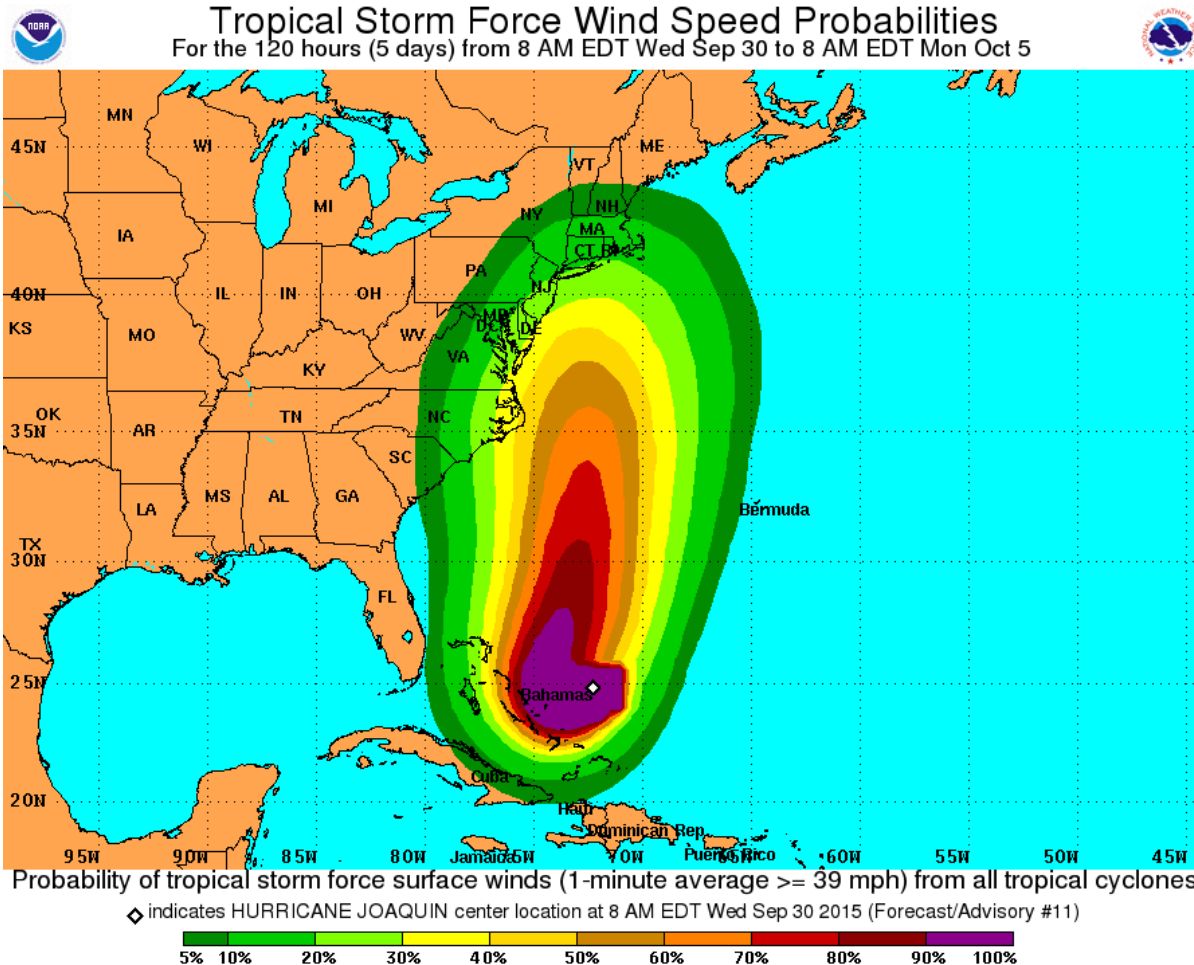 Tropical Storm Force Wind Speed Probabilities
For the 120 hours (5 days) from 8 AM EDT Wed Sep 30 to 8 AM EDT Mon Oct 5
NOAA
MN
WI
MI
VT
ME
45N
NY
NH
MA
CT RI
IA
PA
NJ
40N
IL
IN
OH
MD
DE
DC
KS
MO
WV
VA
KY
OK
TN
NC
35N
AR
SC
MS
AL
GA
LA
Bermuda
TX
30N
FL
25N
Bahamas
Cuba
20N
Haiti
Dominican Rep
95W
90W
85W
80W
Jamaica
75W
70W
Puerto Rico
65W
60W
55W
50W
45W
Probability of tropical storm force surface winds (1-minute average >= 39 mph) from all tropical cyclones
indicates HURRICANE JOAQUIN center location at 8 AM EDT Wed Sep 30 2015 (Forecast/Advisory #11)
5% 10% 20% 30% 40% 50% 60% 70% 80% 90% 100%